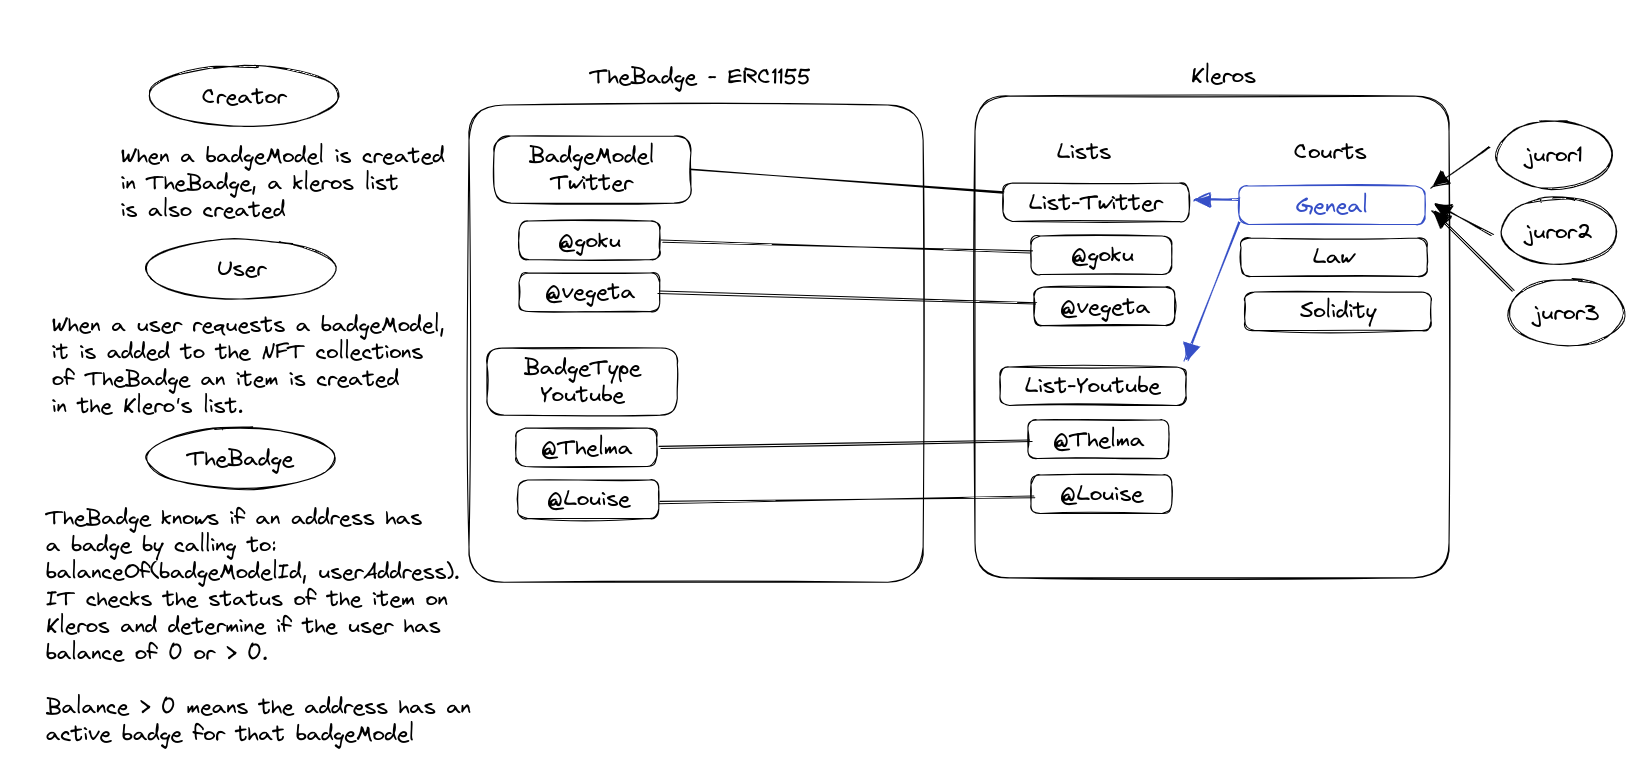 Creator
When a badgeModel is created
in TheBadge, a kleros list
is also created
User
When a user requests a badgeModel,
it is added to the NFT collections
of TheBadge an item is created
in the Klero's list.
TheBadge
TheBadge knows if an address has
a badge by calling to:
balanceOf(badgeModelId, userAddress).
IT checks the status of the item on
Kleros and determine if the user has
balance of 0 or > 0.
Balance > 0 means the address has an
active badge for that badgeModel
TheBadge - ERC1155
BadgeModel
Twitter
@goku
@vegeta
BadgeType
Youtube
@Thelma
@Louise
Kleros
Lists
List-Twitter
@goku
@vegeta
List-Youtube
@Thelma
@Louise
Courts
Geneal
Law
Solidity
juror1
juror2
juror3